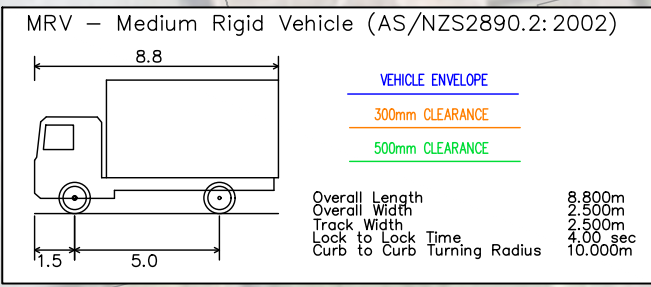 MRV – Medium Rigid Vehicle (AS/NZS2890.2:2002)
8.8
VEHICLE ENVELOPE
300mm CLEARANCE
500mm CLEARANCE
Overall Length 8.800m
Overall Width 2.500m
Track Width 2.500m
Lock to Lock Time 4.00 sec
Curb to Curb Turning Radius 10.000m
1.5 5.0